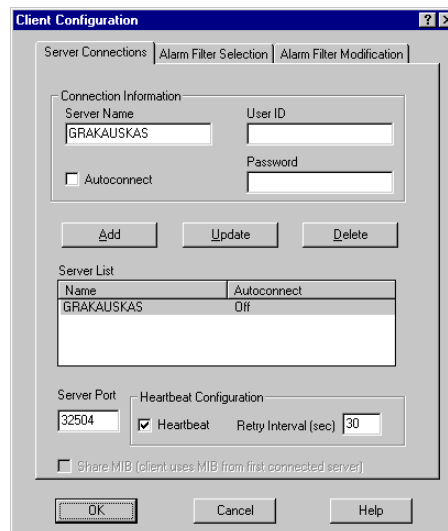 Client Configuration
Server Connections Alarm Filter Selection Alarm Filter Modification
Connection Information
Server Name User ID
GRAKAUSKAS
Password
Autoconnect
Add Update Delete
Server List
Name Autoconnect
GRAKAUSKAS Off
Server Port Heartbeat Configuration
32504 Heartbeat Retry Interval (sec) 30
Share MIB (client uses MIB from first connected server)
OK Cancel Help